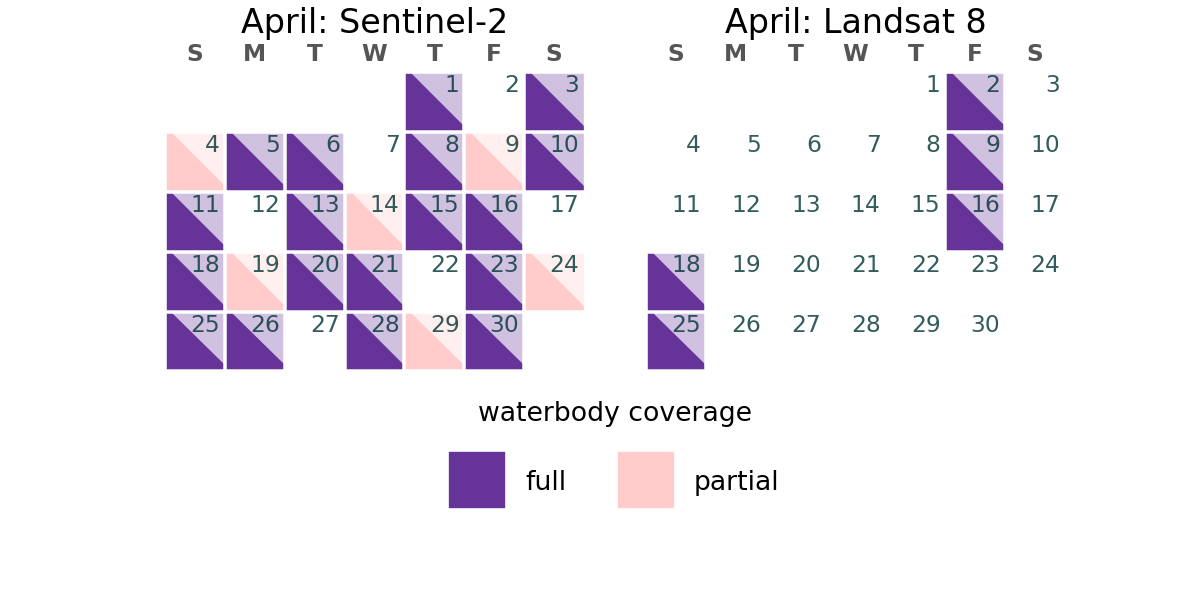 April: Sentinel-2
S M T W T F S
1 2 3
4 5 6 7 8 9 10
11 12 13 14 15 16 17
18 19 20 21 22 23 24
25 26 27 28 29 30
April: Landsat 8
S M T W T F S
1 2 3
4 5 6 7 8 9 10
11 12 13 14 15 16 17
18 19 20 21 22 23 24
25 26 27 28 29 30
waterbody coverage
full partial